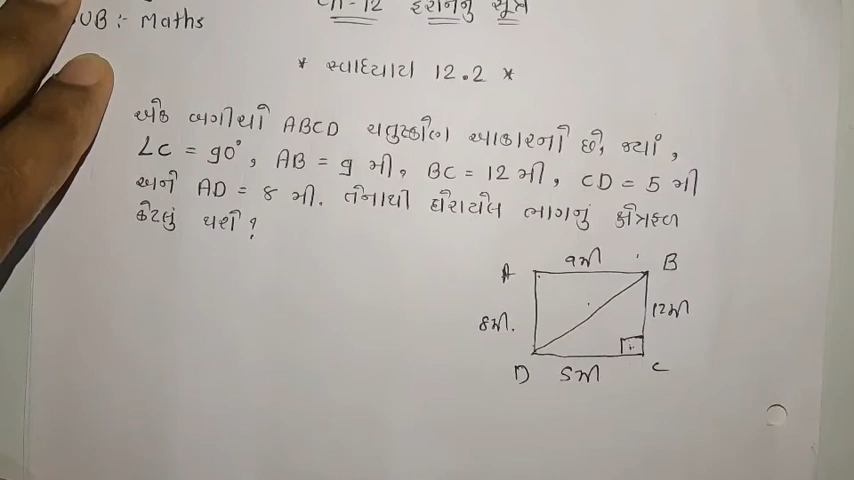 SUB :- Maths
Ch-12 હેરોનનું સૂત્ર
* સ્વાધ્યાય 12.2 *
એક બગીચો ABCD ચતુષ્કોણ આકારનો છે, જ્યાં,
∠C = 90°, AB = 9 મી, BC = 12 મી, CD = 5 મી
અને AD = 8 મી. તેનાથી ઘેરાયેલ ભાગનું ક્ષેત્રફળ
કેટલું થશે?
A 9મી B
8મી. 12મી
D 5મી C